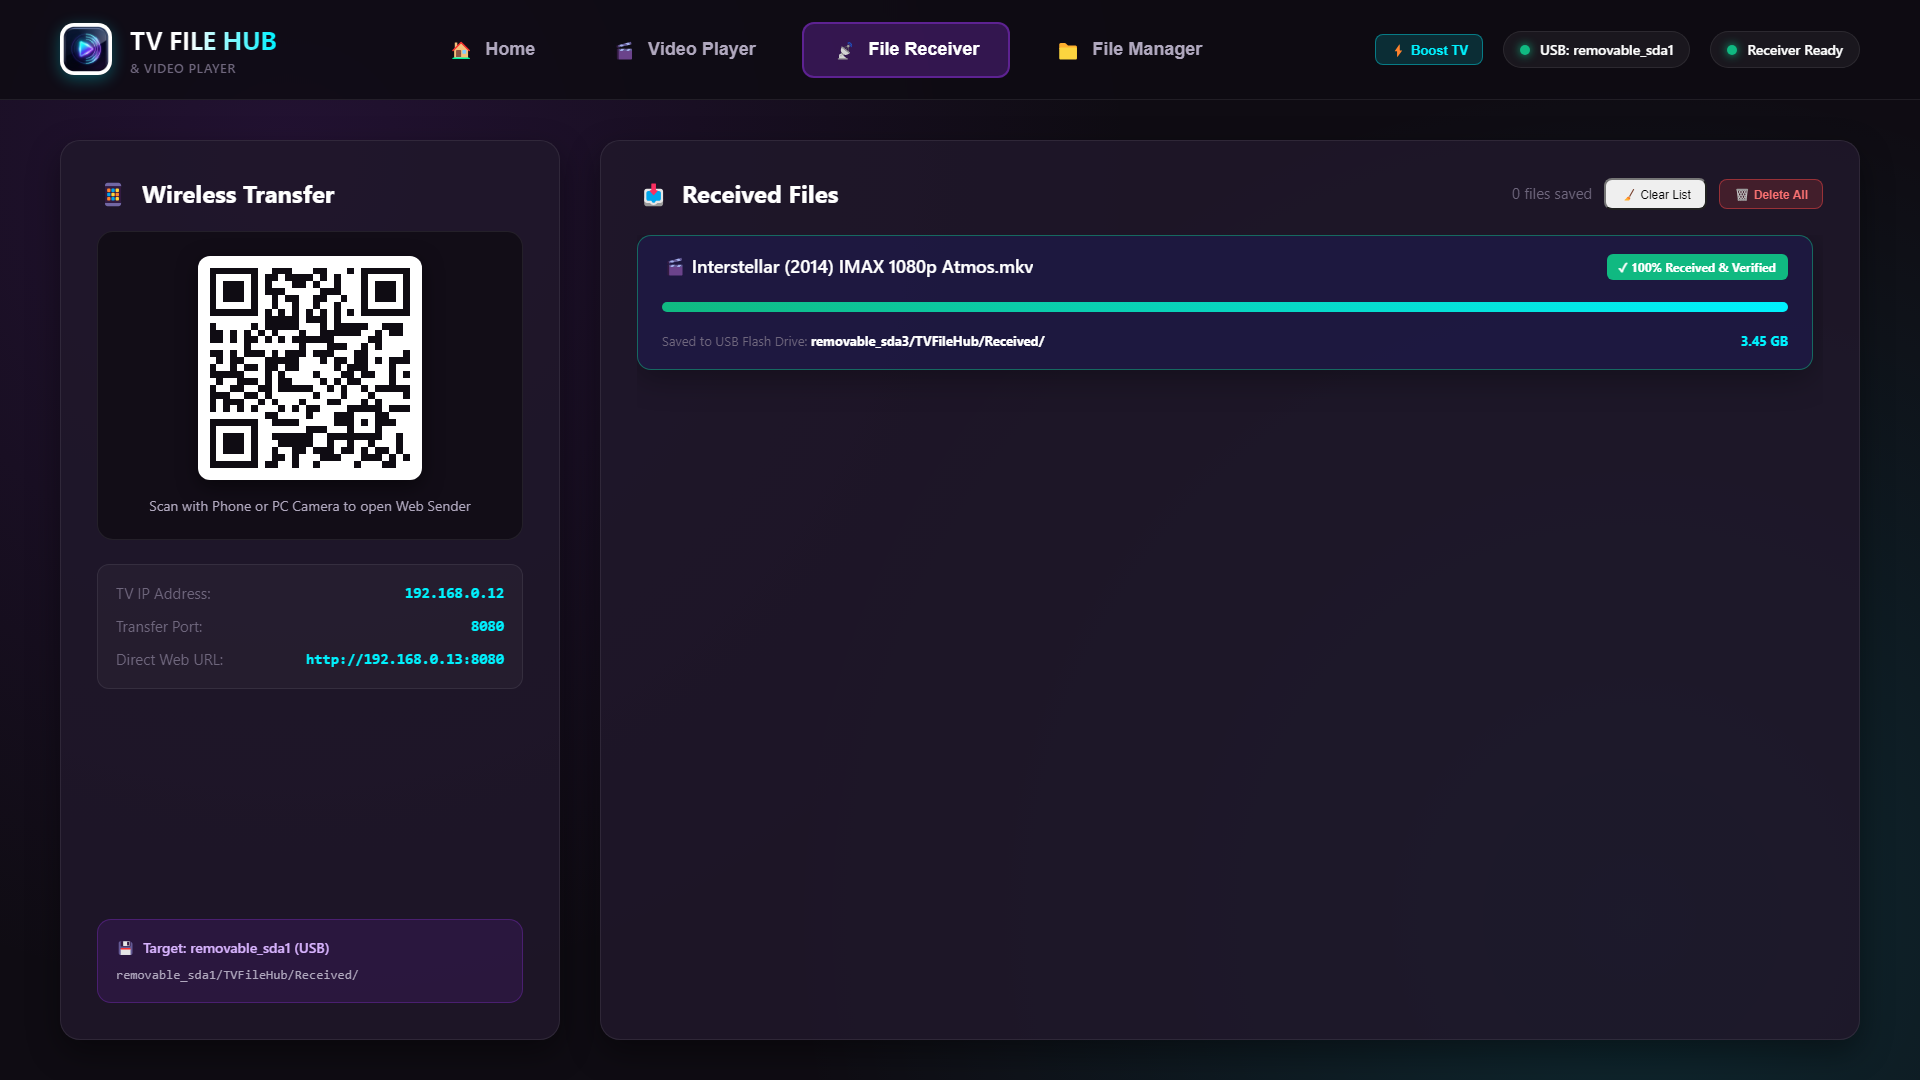 TV FILE HUB
& VIDEO PLAYER
Home
Video Player
File Receiver
File Manager
Boost TV
USB: removable_sda1
Receiver Ready
Wireless Transfer
Scan with Phone or PC Camera to open Web Sender
TV IP Address: 192.168.0.12
Transfer Port: 8080
Direct Web URL: http://192.168.0.13:8080
Target: removable_sda1 (USB)
removable_sda1/TVFileHub/Received/
Received Files
0 files saved
Clear List
Delete All
Interstellar (2014) IMAX 1080p Atmos.mkv
✓ 100% Received & Verified
Saved to USB Flash Drive: removable_sda3/TVFileHub/Received/
3.45 GB